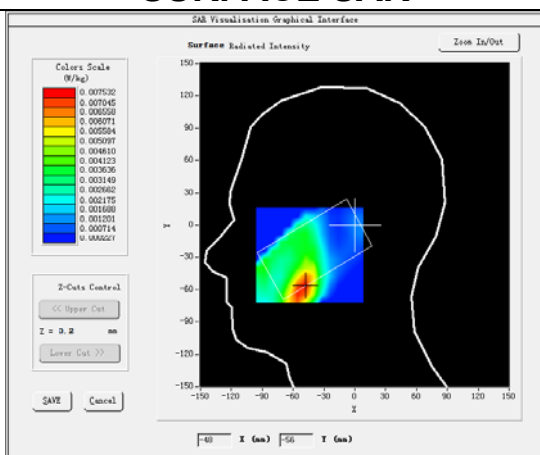 SAR Visualisation Graphical Interface
Surface Radiated Intensity
Zoom In/Out
Colors Scale
(W/kg)
0.007532
0.007045
0.006558
0.006071
0.005584
0.005097
0.004610
0.004123
0.003636
0.003149
0.002662
0.002175
0.001688
0.001201
0.000714
0.000227
Z-Cuts Control
<< Upper Cut
Z = 3.2 mm
Lower Cut >>
SAVE
Cancel
150
120
90
60
30
0
-30
-60
-90
-120
-150
Y
-150 -120 -90 -60 -30 0 30 60 90 120 150
X
-48 X (mm) -56 Y (mm)